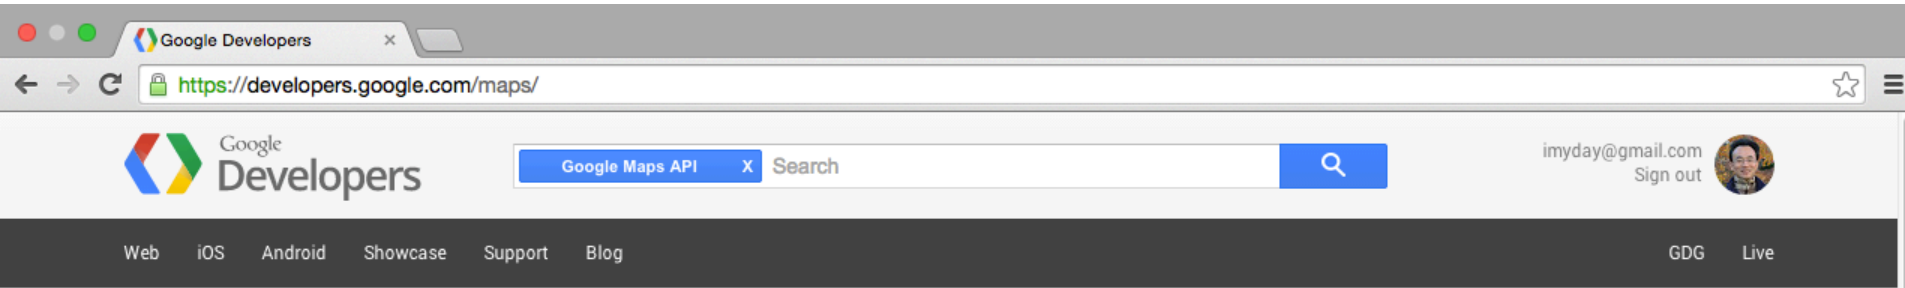 Google Developers
https://developers.google.com/maps/
Google
Developers
Google Maps API X Search
imyday@gmail.com
Sign out
Web iOS Android Showcase Support Blog GDG Live